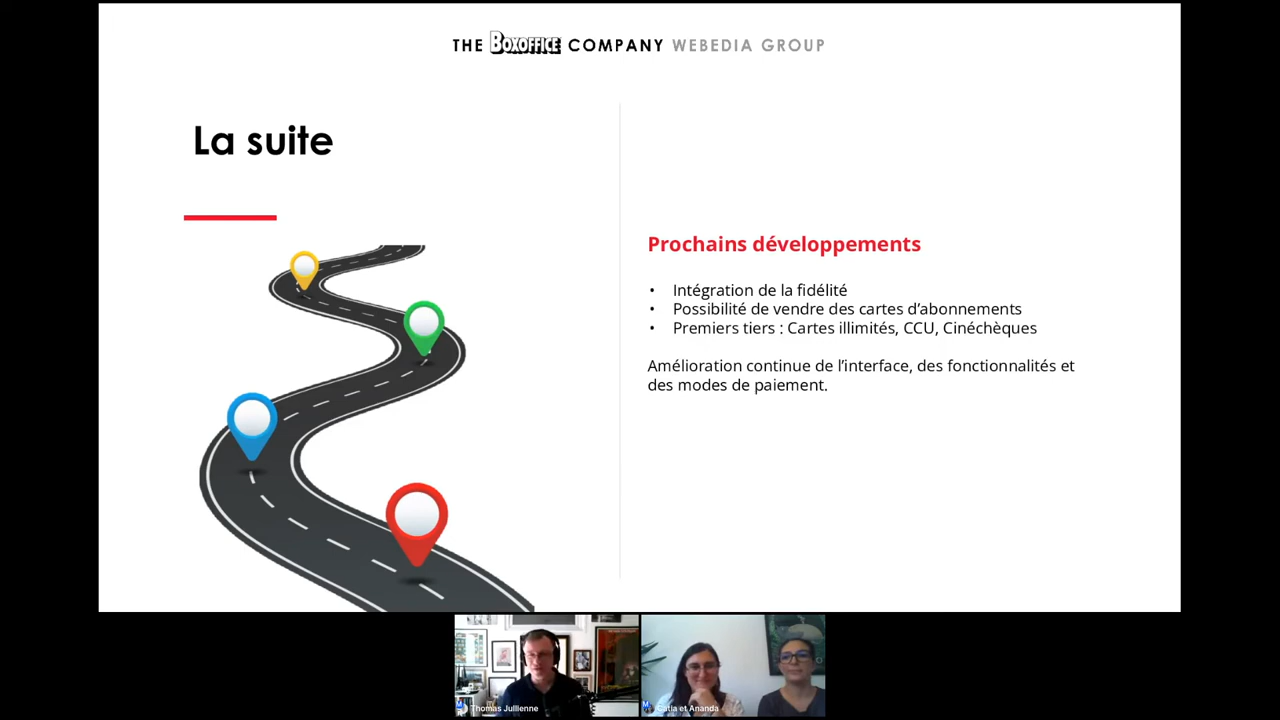 THE BOXOFFICE COMPANY WEBEDIA GROUP
La suite
Prochains développements
• Intégration de la fidélité
• Possibilité de vendre des cartes d’abonnements
• Premiers tiers : Cartes illimités, CCU, Cinéchèques
Amélioration continue de l’interface, des fonctionnalités et
des modes de paiement.
Thomas Jullienne
Catia et Ananda